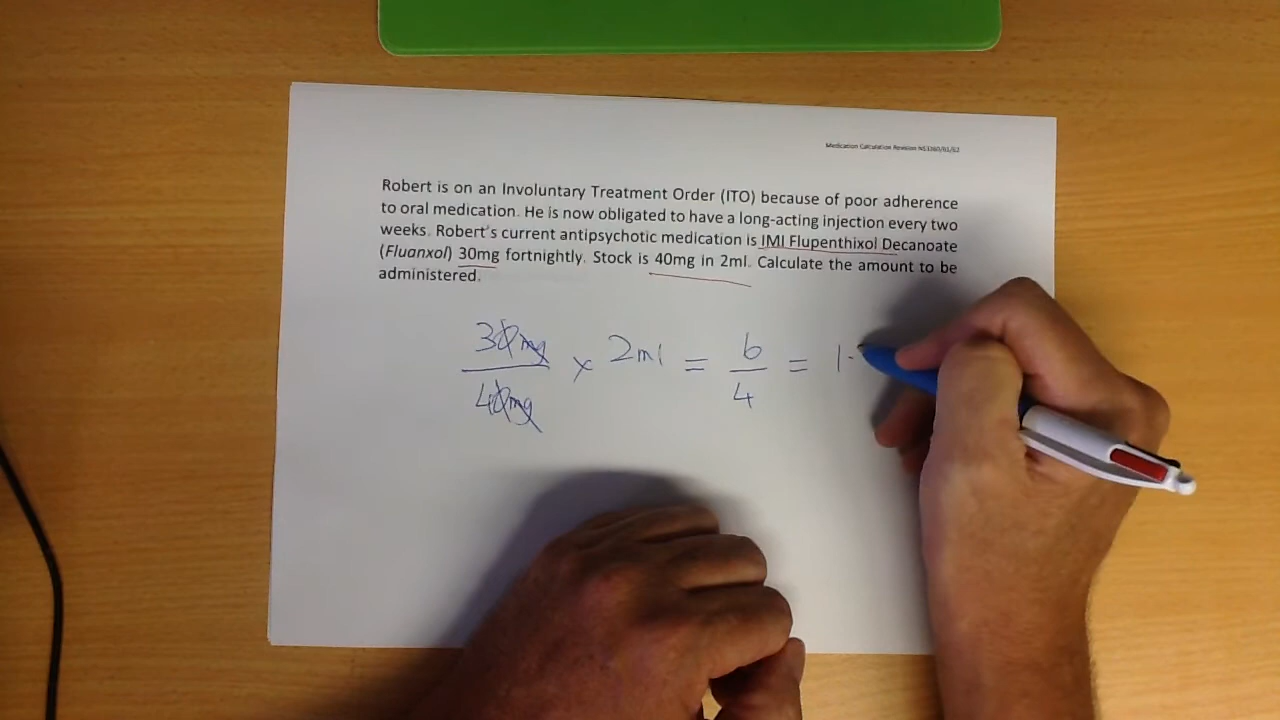 Medication Calculation Revision NS3360/61/62
Robert is on an Involuntary Treatment Order (ITO) because of poor adherence
to oral medication. He is now obligated to have a long-acting injection every two
weeks. Robert's current antipsychotic medication is IMI Flupenthixol Decanoate
(Fluanxol) 30mg fortnightly. Stock is 40mg in 2ml. Calculate the amount to be
administered.
30mg
40mg
× 2ml = 6
4
= 1.